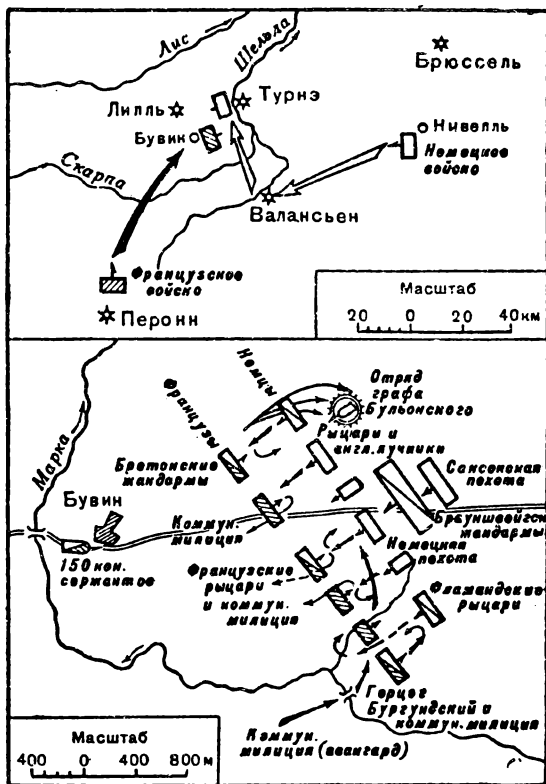 Лис
Шельда
Брюссель
Лилль
Турнэ
Бувин
Нивелль
Немецкое
войско
Скарпа
Валансьен
Французское
войско
Перонн
Масштаб
20 0 20 40 км
Немцы
Отряд
графа
Бульонского
Французы
Рыцари и
англ. лучники
Бретонские
жандармы
Саксонская
пехота
Марка
Бувин
Коммун.
милиция
Брауншвейгск.
жандармы
150 кон.
сержантов
Немецкая
пехота
Французские
рыцари
и коммун.
милиция
Фламандские
рыцари
Герцог
Бургундский и
коммун. милиция
Коммун.
милиция (авангард)
Масштаб
400 0 400 800 м